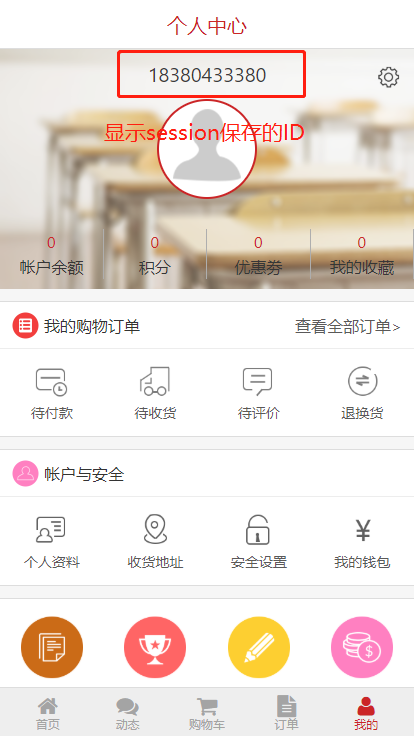 个人中心
18380433380
显示session保存的ID
0 0 0 0
帐户余额 积分 优惠券 我的收藏
我的购物订单 查看全部订单>
待付款 待收货 待评价 退换货
帐户与安全
¥
个人资料 收货地址 安全设置 我的钱包
$
首页 动态 购物车 订单 我的